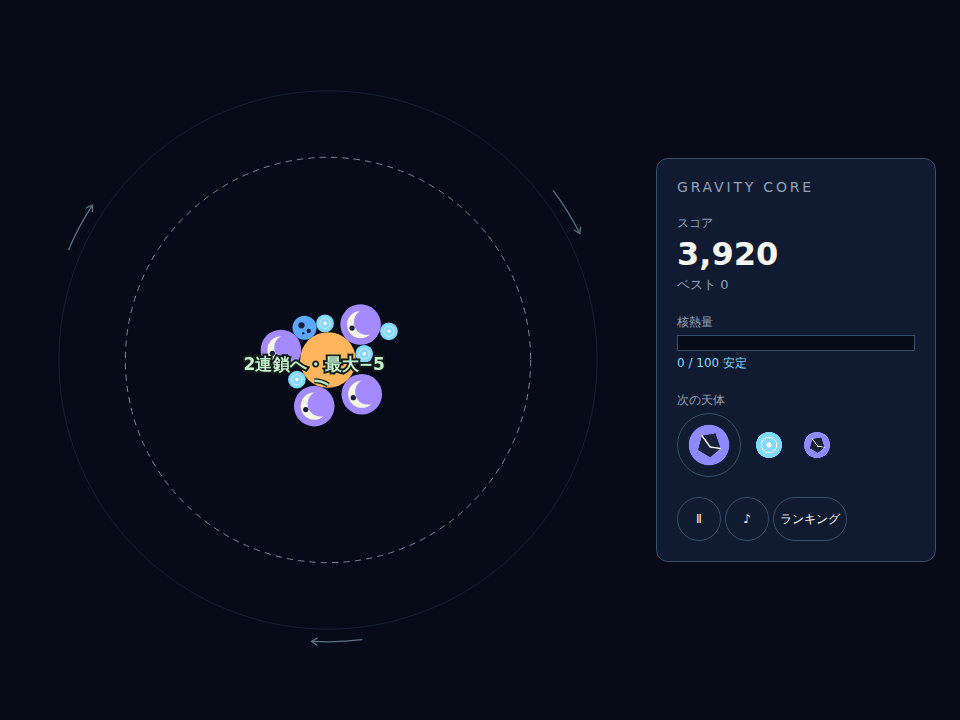 GRAVITY CORE
スコア
3,920
ベスト 0
核熱量
0 / 100 安定
次の天体
Ⅱ
♪
ランキング
2連鎖へ・最大−5